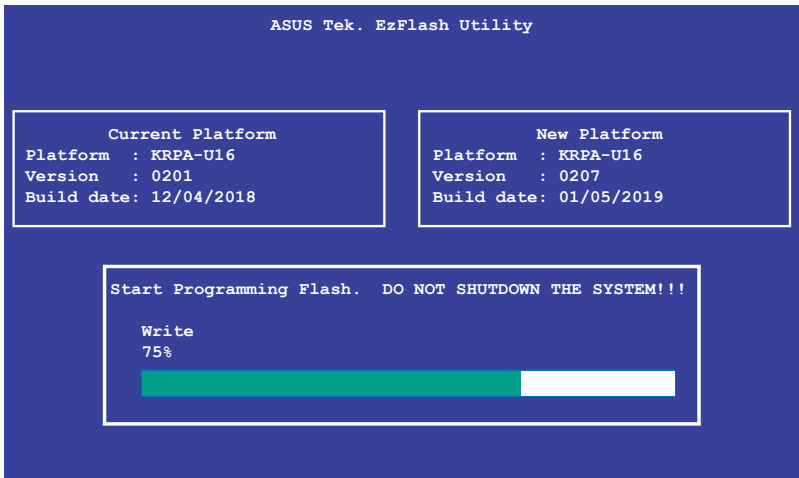 ASUS Tek. EzFlash Utility
Current Platform
Platform : KRPA-U16
Version : 0201
Build date: 12/04/2018
New Platform
Platform : KRPA-U16
Version : 0207
Build date: 01/05/2019
Start Programming Flash. DO NOT SHUTDOWN THE SYSTEM!!!
Write
75%